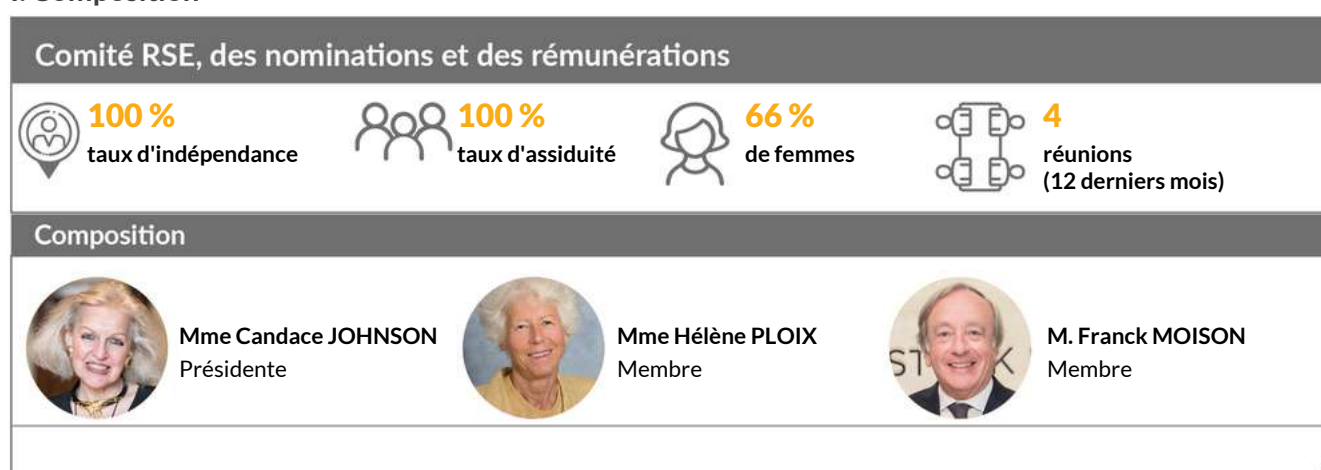 Comité RSE, des nominations et des rémunérations
100 %
taux d'indépendance
100 %
taux d'assiduité
66 %
de femmes
4
réunions
(12 derniers mois)
Composition
Mme Candace JOHNSON
Présidente
Mme Hélène PLOIX
Membre
M. Franck MOISON
Membre